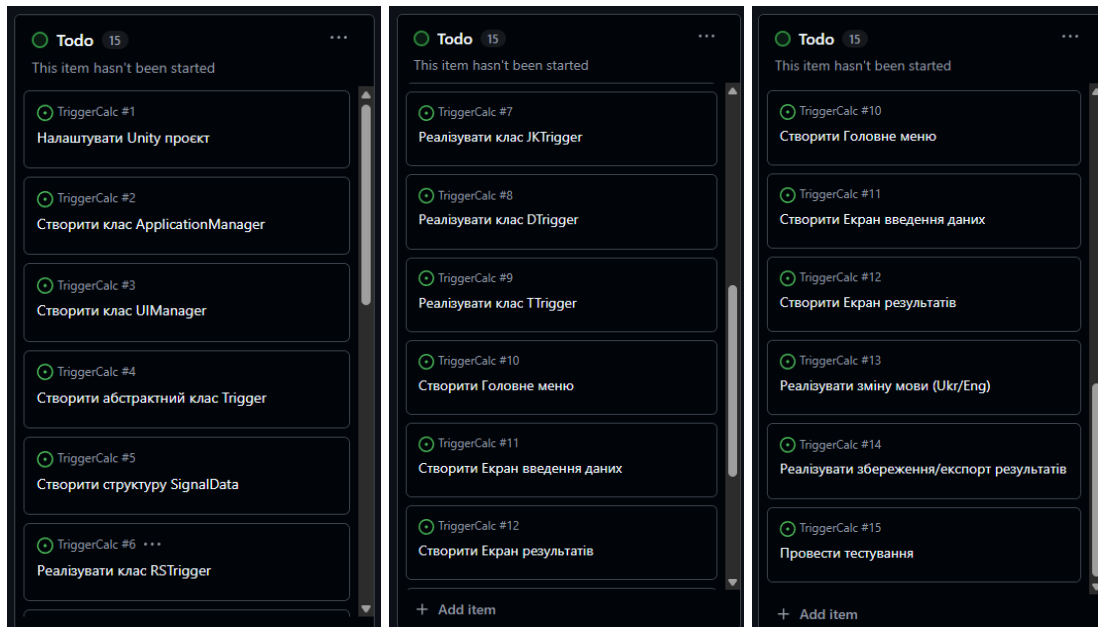 Todo 15
This item hasn't been started
TriggerCalc #1
Налаштувати Unity проєкт
TriggerCalc #2
Створити клас ApplicationManager
TriggerCalc #3
Створити клас UIManager
TriggerCalc #4
Створити абстрактний клас Trigger
TriggerCalc #5
Створити структуру SignalData
TriggerCalc #6
Реалізувати клас RSTrigger
Todo 15
This item hasn't been started
TriggerCalc #7
Реалізувати клас JKTrigger
TriggerCalc #8
Реалізувати клас DTrigger
TriggerCalc #9
Реалізувати клас TTrigger
TriggerCalc #10
Створити Головне меню
TriggerCalc #11
Створити Екран введення даних
TriggerCalc #12
Створити Екран результатів
+ Add item
Todo 15
This item hasn't been started
TriggerCalc #10
Створити Головне меню
TriggerCalc #11
Створити Екран введення даних
TriggerCalc #12
Створити Екран результатів
TriggerCalc #13
Реалізувати зміну мови (Ukr/Eng)
TriggerCalc #14
Реалізувати збереження/експорт результатів
TriggerCalc #15
Провести тестування
+ Add item